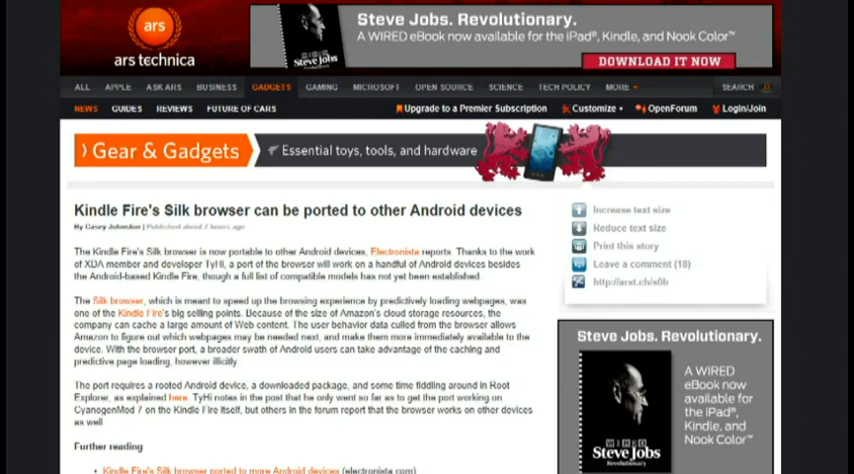 ars
ars technica
Steve Jobs. Revolutionary.
A WIRED eBook now available for the iPad®, Kindle, and Nook Color™
WIRED
Steve Jobs
DOWNLOAD IT NOW
ALL APPLE ASK ARS BUSINESS GADGETS GAMING MICROSOFT OPEN SOURCE SCIENCE TECH POLICY MORE SEARCH
NEWS GUIDES REVIEWS FUTURE OF CARS Upgrade to a Premier Subscription Customize OpenForum Login/Join
Gear & Gadgets
Essential toys, tools, and hardware
Kindle Fire's Silk browser can be ported to other Android devices
By Casey Johnston | Published about 7 hours ago
The Kindle Fire's Silk browser is now portable to other Android devices, Electronista reports. Thanks to the work
of XDA member and developer TyHi, a port of the browser will work on a handful of Android devices besides
the Android-based Kindle Fire, though a full list of compatible models has not yet been established.
The Silk browser, which is meant to speed up the browsing experience by predictively loading webpages, was
one of the Kindle Fire's big selling points. Because of the size of Amazon's cloud storage resources, the
company can cache a large amount of Web content. The user behavior data culled from the browser allows
Amazon to figure out which webpages may be needed next, and make them more immediately available to the
device. With the browser port, a broader swath of Android users can take advantage of the caching and
predictive page loading, however illicitly.
The port requires a rooted Android device, a downloaded package, and some time fiddling around in Root
Explorer, as explained here. TyHi notes in the post that he only went so far as to get the port working on
CyanogenMod 7 on the Kindle Fire itself, but others in the forum report that the browser works on other devices
as well.
Further reading
• Kindle Fire's Silk browser ported to more Android devices (electronista.com)
Increase text size
Reduce text size
Print this story
Leave a comment (18)
Steve Jobs. Revolutionary.
A WIRED
eBook now
available for
the iPad®,
Kindle, and
Nook Color™
WIRED
Steve Jobs
Revolutionary